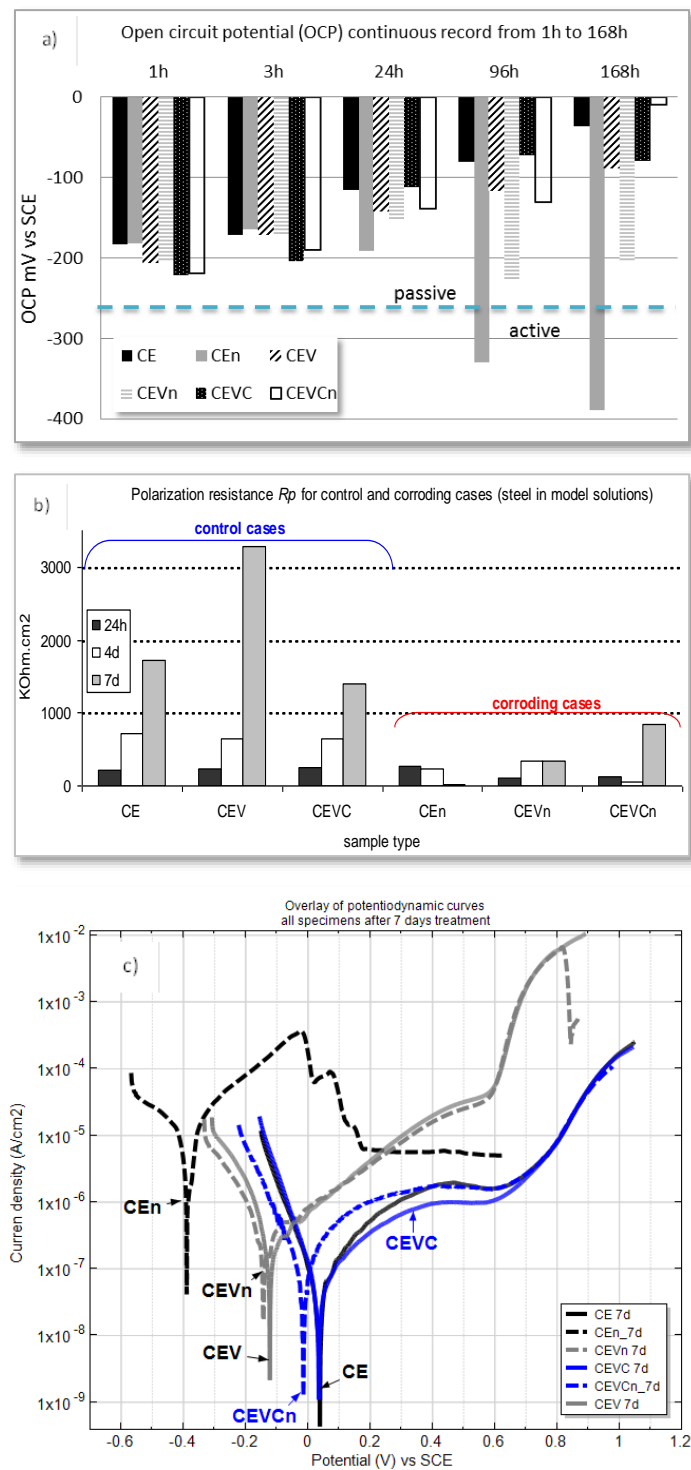 a)
Open circuit potential (OCP) continuous record from 1h to 168h
1h 3h 24h 96h 168h
0
-100
-200
-300
-400
OCP mV vs SCE
passive
active
CE CEn CEV
CEVn CEVC CEVCn
b)
Polarization resistance Rp for control and corroding cases (steel in model solutions)
control cases
3000
2000
1000
0
KOhm.cm2
24h
4d
7d
corroding cases
CE CEV CEVC CEn CEVn CEVCn
sample type
Overlay of potentiodynamic curves
all specimens after 7 days treatment
c)
1x10-2
1x10-3
1x10-4
1x10-5
1x10-6
1x10-7
1x10-8
1x10-9
Curren density (A/cm2)
CEn
CEVn
CEV
CEVCn
CE
CEVC
CE 7d
CEn_7d
CEVn 7d
CEVC 7d
CEVCn_7d
CEV 7d
-0.6 -0.4 -0.2 0 0.2 0.4 0.6 0.8 1 1.2
Potential (V) vs SCE